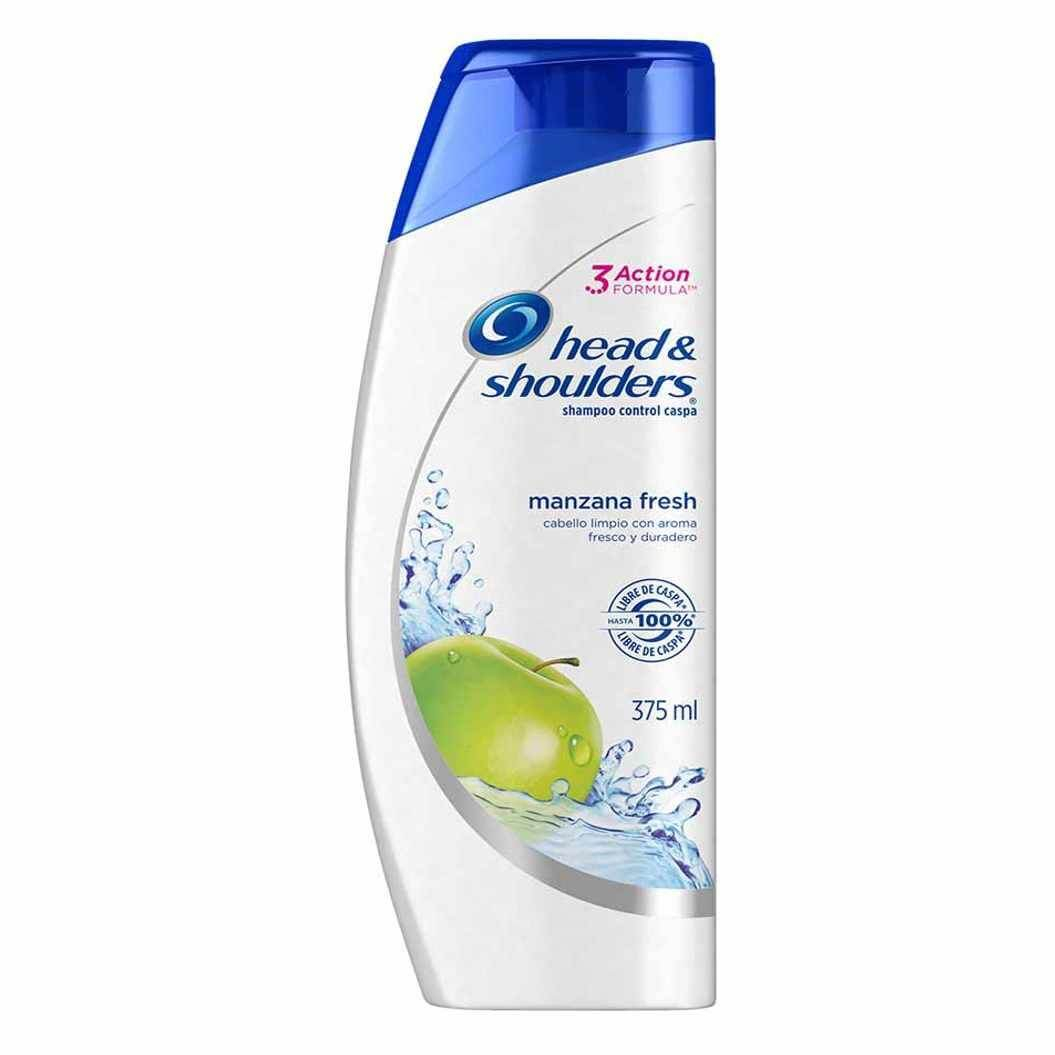 3 Action
FORMULA™
head &
shoulders®
shampoo control caspa
manzana fresh
cabello limpio con aroma
fresco y duradero
LIBRE DE CASPA*
HASTA 100%*
LIBRE DE CASPA*
375 ml